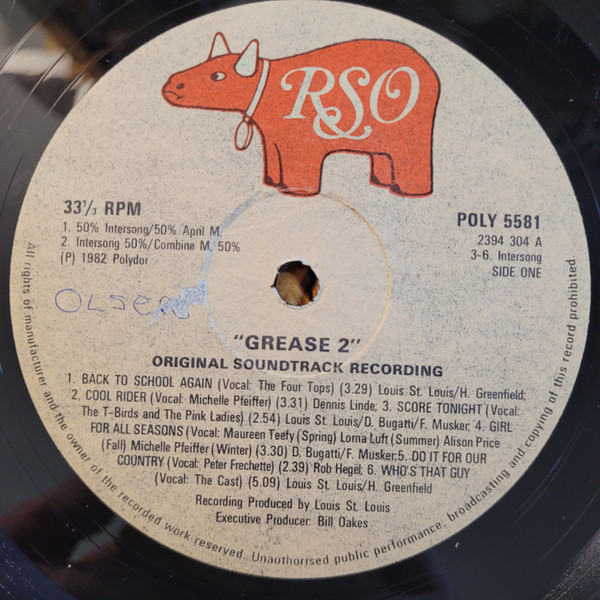 RSO
33⅓ RPM
1. 50% Intersong/50% April M.
2. Intersong 50%/Combine M. 50%
(P) 1982 Polydor
POLY 5581
2394 304 A
3-6. Intersong
SIDE ONE
OLSEN
"GREASE 2"
ORIGINAL SOUNDTRACK RECORDING
1. BACK TO SCHOOL AGAIN (Vocal: The Four Tops) (3.29) Louis St. Louis/H. Greenfield;
2. COOL RIDER (Vocal: Michelle Pfeiffer) (3.31) Dennis Linde; 3. SCORE TONIGHT (Vocal:
The T-Birds and The Pink Ladies) (2.54) Louis St. Louis/D. Bugatti/F. Musker; 4. GIRL
FOR ALL SEASONS (Vocal: Maureen Teefy (Spring) Lorna Luft (Summer) Alison Price
(Fall) Michelle Pfeiffer (Winter) (3.30) D. Bugatti/F. Musker; 5. DO IT FOR OUR
COUNTRY (Vocal: Peter Frechette) (2.39) Rob Hegel; 6. WHO'S THAT GUY
(Vocal: The Cast) (5.09) Louis St. Louis/H. Greenfield
Recording Produced by Louis St. Louis
Executive Producer: Bill Oakes
All rights of manufacturer and the owner of the recorded work reserved. Unauthorised public performance, broadcasting and copying of this record prohibited.